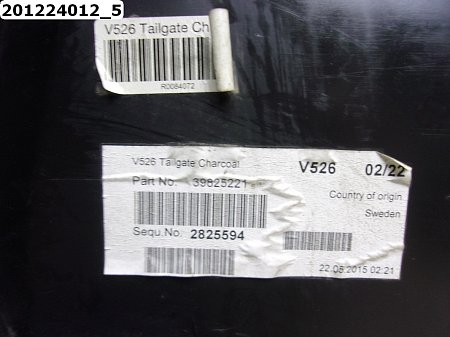 201224012_5
V526 Tailgate Ch
R0084072
V526 Tailgate Charcoal
V526 02/22
Part No. 39825221
Country of origin
Sweden
Sequ.No. 2825594
22.05.2015 02:21